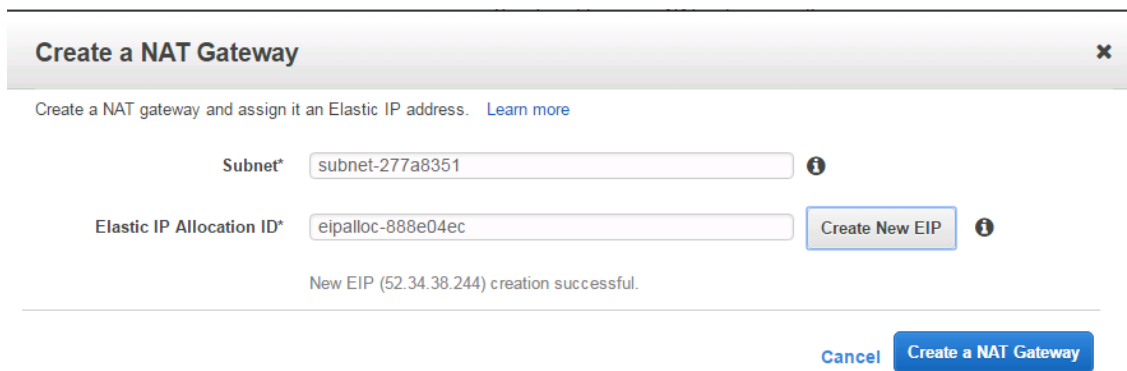 Create a NAT Gateway
Create a NAT gateway and assign it an Elastic IP address. Learn more
Subnet* subnet-277a8351
Elastic IP Allocation ID* eipalloc-888e04ec Create New EIP
New EIP (52.34.38.244) creation successful.
Cancel Create a NAT Gateway